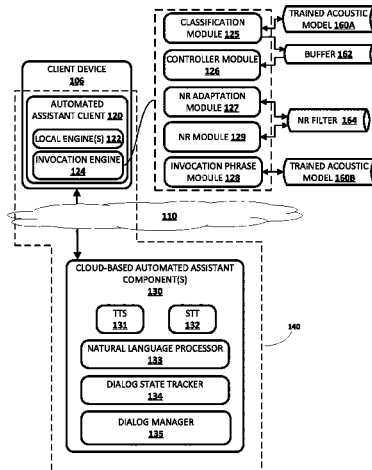 CLIENT DEVICE
106
AUTOMATED
ASSISTANT CLIENT 120
LOCAL ENGINE(S) 122
INVOCATION ENGINE
124
CLASSIFICATION
MODULE 125
CONTROLLER MODULE
126
NR ADAPTATION
MODULE 127
NR MODULE 129
INVOCATION PHRASE
MODULE 128
TRAINED ACOUSTIC
MODEL 160A
BUFFER 162
NR FILTER 164
TRAINED ACOUSTIC
MODEL 160B
110
CLOUD-BASED AUTOMATED ASSISTANT
COMPONENT(S)
130
TTS
131
STT
132
NATURAL LANGUAGE PROCESSOR
133
DIALOG STATE TRACKER
134
DIALOG MANAGER
135
140